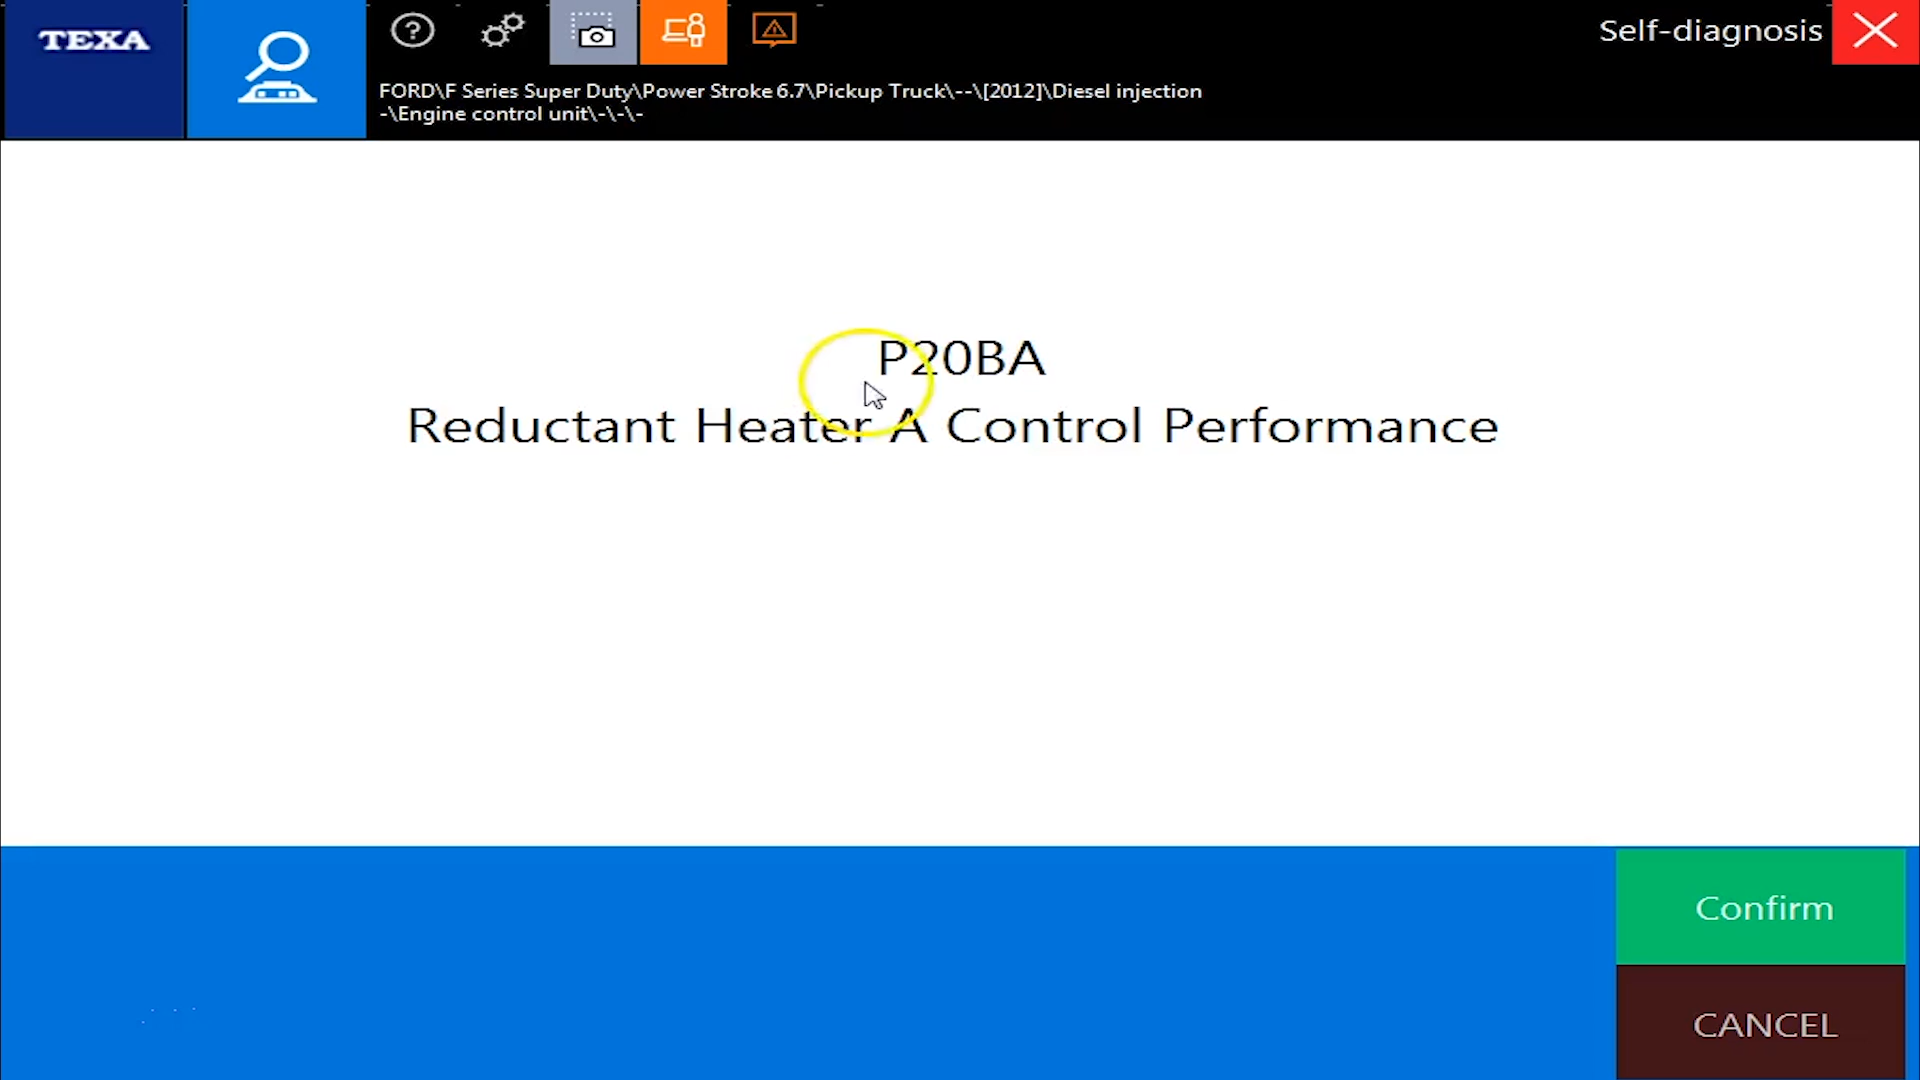 TEXA
Self-diagnosis
FORD\F Series Super Duty\Power Stroke 6.7\Pickup Truck\--\[2012]\Diesel injection
-\Engine control unit\-\-\-
P20BA
Reductant Heater A Control Performance
Confirm
CANCEL